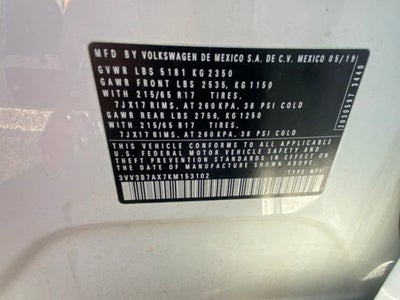 MFD BY VOLKSWAGEN DE MEXICO S.A. DE C.V. MEXICO 05/19
GVWR LBS 5181 KG 2350
GAWR FRONT LBS 2535, KG 1150
WITH 215/65 R17 TIRES,
7JX17 RIMS, AT 260 KPA, 38 PSI COLD
GAWR REAR LBS 2756, KG 1250
WITH 215/65 R17 TIRES,
7JX17 RIMS, AT 260 KPA, 38 PSI COLD
THIS VEHICLE CONFORMS TO ALL APPLICABLE
U.S. FEDERAL MOTOR VEHICLE SAFETY
STANDARDS IN EFFECT ON THE
DATE OF MANUFACTURE SHOWN ABOVE.
3VV3B7AX7KM153102 TYPE: MPV